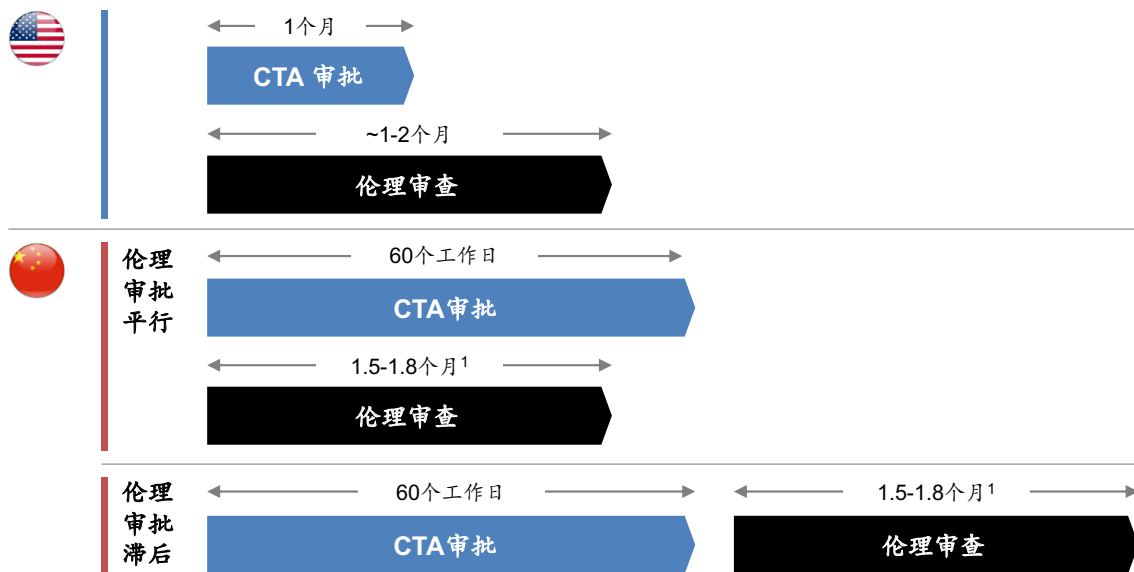 1个月
CTA 审批
~1-2个月
伦理审查
伦理
审批
平行
60个工作日
CTA审批
1.5-1.8个月¹
伦理审查
伦理
审批
滞后
60个工作日
1.5-1.8个月¹
CTA审批
伦理审查